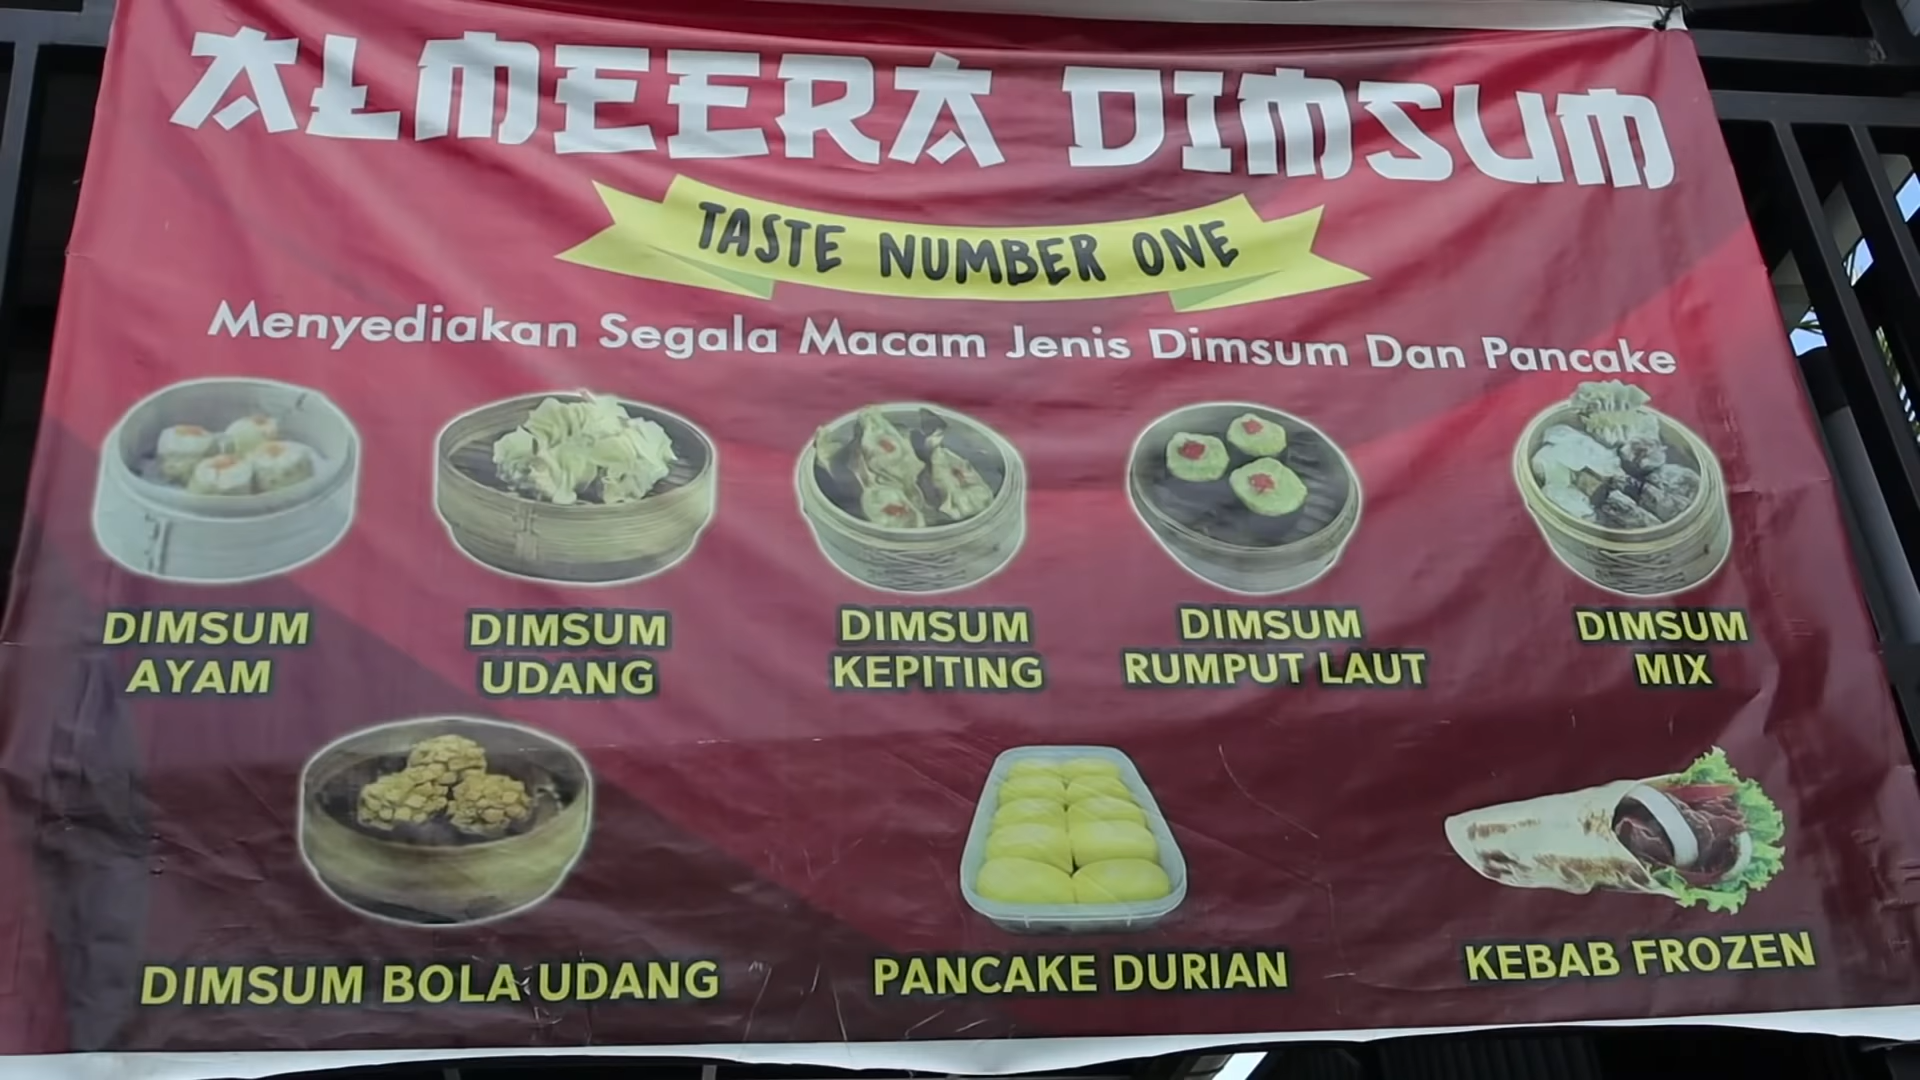 ALMEERA DIMSUM
TASTE NUMBER ONE
Menyediakan Segala Macam Jenis Dimsum Dan Pancake
DIMSUM
AYAM
DIMSUM
UDANG
DIMSUM
KEPITING
DIMSUM
RUMPUT LAUT
DIMSUM
MIX
DIMSUM BOLA UDANG
PANCAKE DURIAN
KEBAB FROZEN